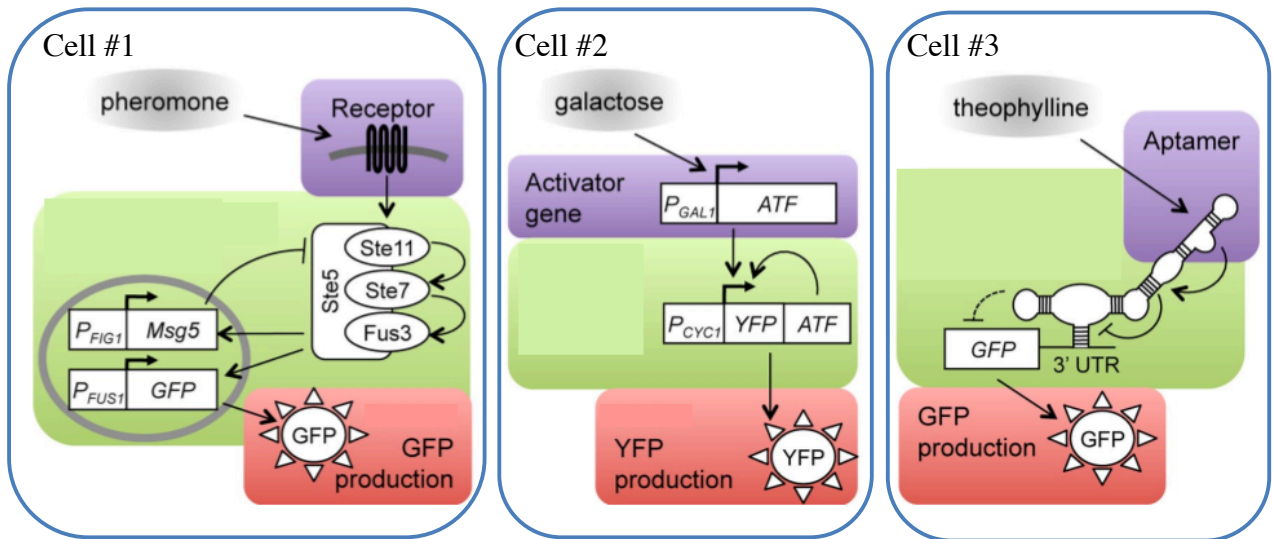 Cell #1
pheromone
Receptor
Ste5
Ste11
Ste7
Fus3
PFIG1 Msg5
PFUS1 GFP
GFP
GFP
production
Cell #2
galactose
Activator
gene
PGAL1 ATF
PCYC1 YFP ATF
YFP
production
YFP
Cell #3
theophylline
Aptamer
GFP
3' UTR
GFP
production
GFP